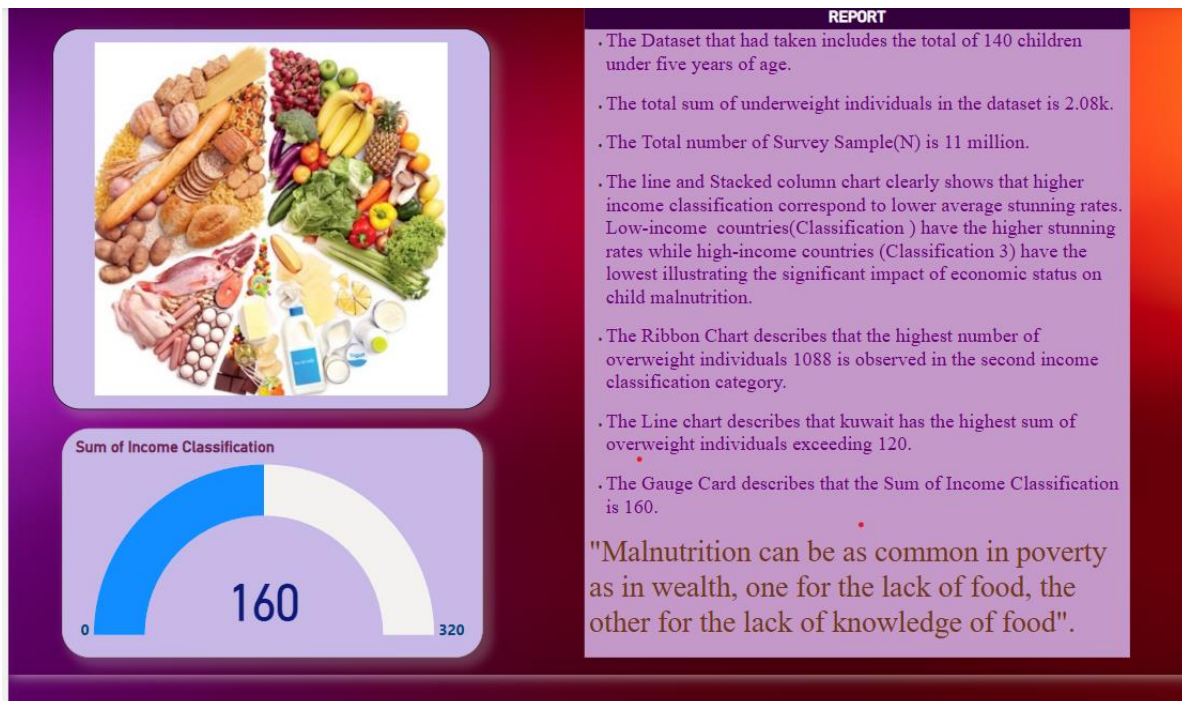 REPORT
. The Dataset that had taken includes the total of 140 children
under five years of age.
. The total sum of underweight individuals in the dataset is 2.08k.
. The Total number of Survey Sample(N) is 11 million.
. The line and Stacked column chart clearly shows that higher
income classification correspond to lower average stunning rates.
Low-income countries(Classification ) have the higher stunning
rates while high-income countries (Classification 3) have the
lowest illustrating the significant impact of economic status on
child malnutrition.
. The Ribbon Chart describes that the highest number of
overweight individuals 1088 is observed in the second income
classification category.
. The Line chart describes that kuwait has the highest sum of
overweight individuals exceeding 120.
. The Gauge Card describes that the Sum of Income Classification
is 160.
"Malnutrition can be as common in poverty
as in wealth, one for the lack of food, the
other for the lack of knowledge of food".
Sum of Income Classification
160
0
320